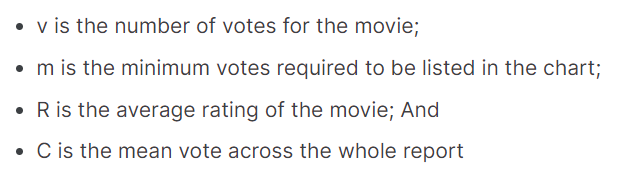 • v is the number of votes for the movie;
• m is the minimum votes required to be listed in the chart;
• R is the average rating of the movie; And
• C is the mean vote across the whole report